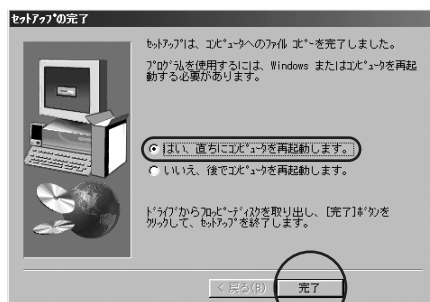 ｾｯﾄｱｯﾌﾟの完了
ｾｯﾄｱｯﾌﾟは、ｺﾝﾋﾟｭｰﾀへのﾌｧｲﾙ ｺﾋﾟｰを完了しました。
ﾌﾟﾛｸﾞﾗﾑを使用するには、Windows またはｺﾝﾋﾟｭｰﾀを再起
動する必要があります。
はい、直ちにｺﾝﾋﾟｭｰﾀを再起動します。
いいえ、後でｺﾝﾋﾟｭｰﾀを再起動します。
ﾄﾞﾗｲﾌﾞからﾌﾛｯﾋﾟｰﾃﾞｨｽｸを取り出し、[完了]ﾎﾞﾀﾝを
ｸﾘｯｸして、ｾｯﾄｱｯﾌﾟを終了します。
< 戻る(B)
完了